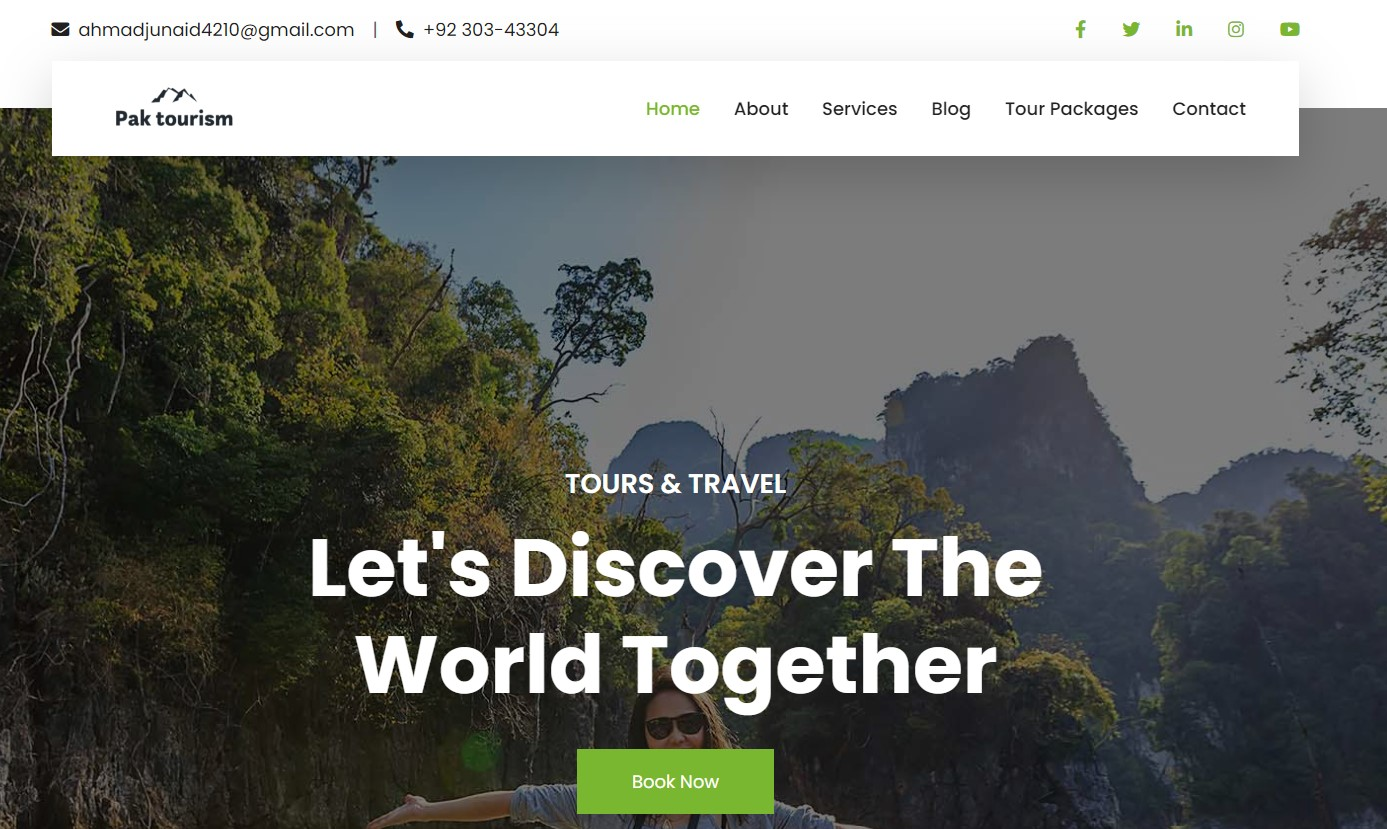 ahmadjunaid4210@gmail.com | +92 303-43304
Pak tourism
Home About Services Blog Tour Packages Contact
TOURS & TRAVEL
Let's Discover The
World Together
Book Now